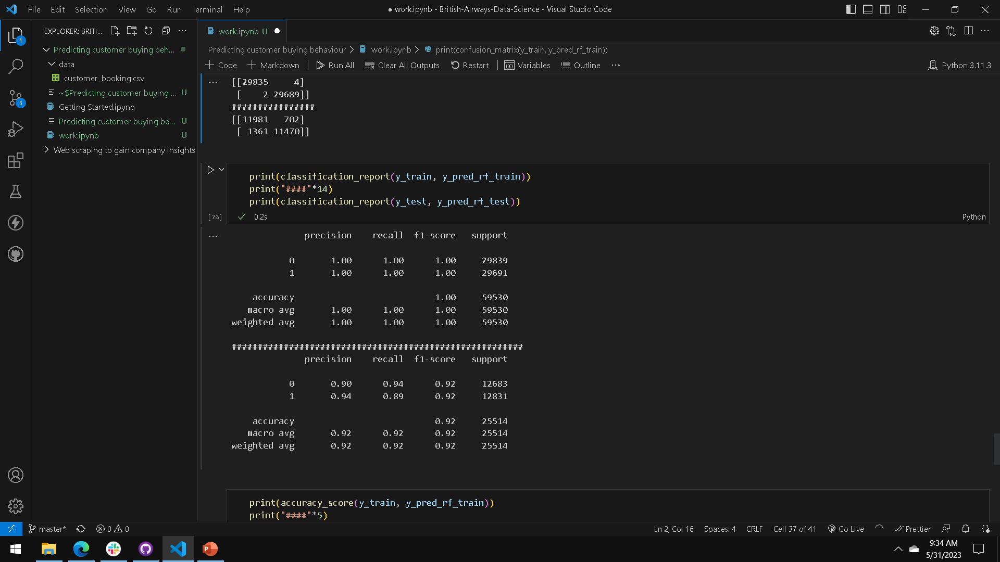 File Edit Selection View Go Run Terminal Help
● work.ipynb - British-Airways-Data-Science - Visual Studio Code
EXPLORER: BRITI...
work.ipynb U
1
Predicting customer buying beh...
data
customer_booking.csv
~$Predicting customer buying ... U
3
Getting Started.ipynb
Predicting customer buying be... U
work.ipynb U
Web scraping to gain company insights
Predicting customer buying behaviour > work.ipynb > print(confusion_matrix(y_train, y_pred_rf_train))
+ Code + Markdown Run All Clear All Outputs Restart Variables Outline ...
Python 3.11.3
[[29835     4]
 [    2 29689]]
################
[[11981   702]
 [ 1361 11470]]
print(classification_report(y_train, y_pred_rf_train))
print("####"*14)
print(classification_report(y_test, y_pred_rf_test))
[76] 0.2s
Python
precision recall f1-score support
0 1.00 1.00 1.00 29839
1 1.00 1.00 1.00 29691
accuracy 1.00 59530
macro avg 1.00 1.00 1.00 59530
weighted avg 1.00 1.00 1.00 59530
########################################################
precision recall f1-score support
0 0.90 0.94 0.92 12683
1 0.94 0.89 0.92 12831
accuracy 0.92 25514
macro avg 0.92 0.92 0.92 25514
weighted avg 0.92 0.92 0.92 25514
print(accuracy_score(y_train, y_pred_rf_train))
print("####"*5)
master* 0 0
Ln 2, Col 16 Spaces: 4 CRLF Cell 37 of 41 Go Live Prettier
9:34 AM
5/31/2023